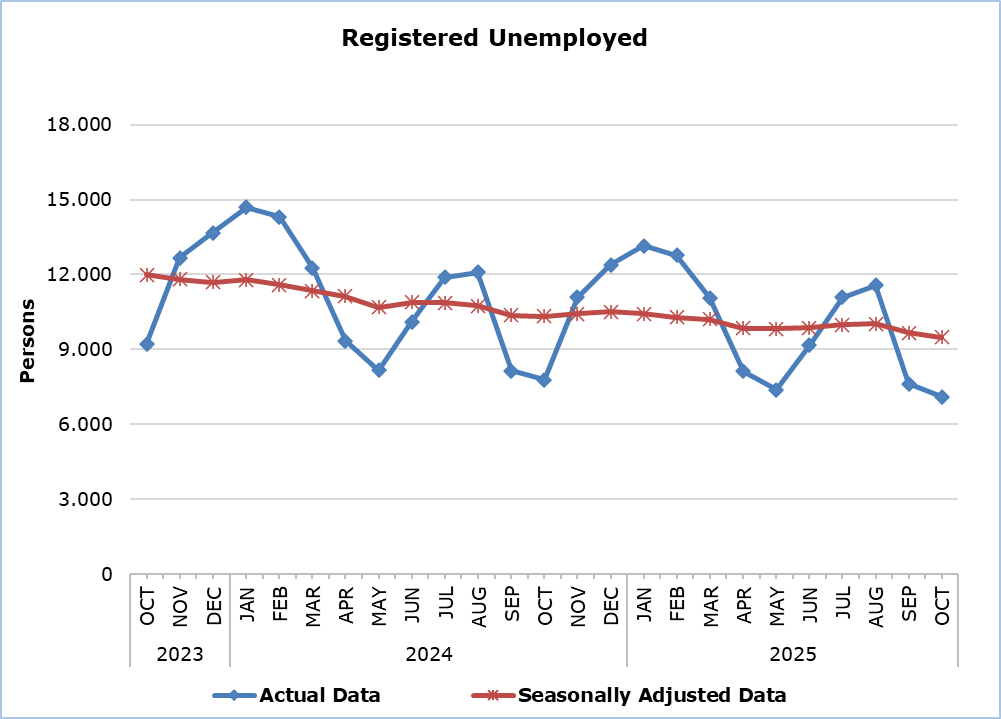 Registered Unemployed
18.000
15.000
12.000
9.000
6.000
3.000
0
Persons
OCT NOV DEC JAN FEB MAR APR MAY JUN JUL AUG SEP OCT NOV DEC JAN FEB MAR APR MAY JUN JUL AUG SEP OCT
2023 2024 2025
Actual Data Seasonally Adjusted Data